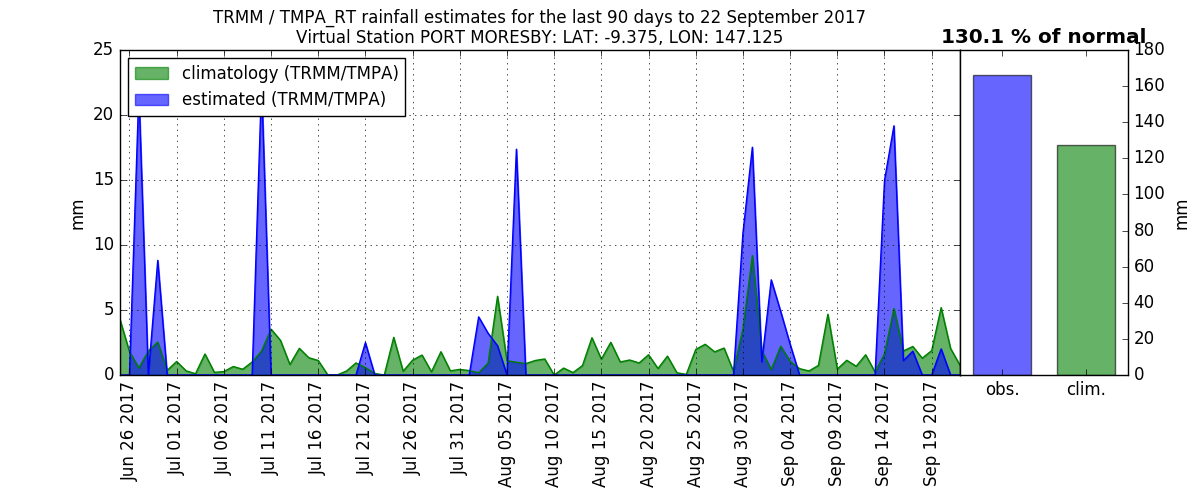 TRMM / TMPA_RT rainfall estimates for the last 90 days to 22 September 2017
Virtual Station PORT MORESBY: LAT: -9.375, LON: 147.125
130.1 % of normal
climatology (TRMM/TMPA)
estimated (TRMM/TMPA)
mm
25
20
15
10
5
0
Jun 26 2017
Jul 01 2017
Jul 06 2017
Jul 11 2017
Jul 16 2017
Jul 21 2017
Jul 26 2017
Jul 31 2017
Aug 05 2017
Aug 10 2017
Aug 15 2017
Aug 20 2017
Aug 25 2017
Aug 30 2017
Sep 04 2017
Sep 09 2017
Sep 14 2017
Sep 19 2017
obs.
clim.
180
160
140
120
100
80
60
40
20
0
mm